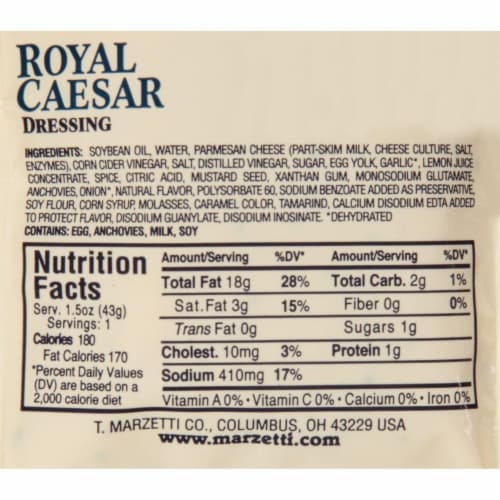 ROYAL
CAESAR
DRESSING
INGREDIENTS: SOYBEAN OIL, WATER, PARMESAN CHEESE (PART-SKIM MILK, CHEESE CULTURE, SALT,
ENZYMES), CORN CIDER VINEGAR, SALT, DISTILLED VINEGAR, SUGAR, EGG YOLK, GARLIC*, LEMON JUICE
CONCENTRATE, SPICE, CITRIC ACID, MUSTARD SEED, XANTHAN GUM, MONOSODIUM GLUTAMATE,
ANCHOVIES, ONION*, NATURAL FLAVOR, POLYSORBATE 60, SODIUM BENZOATE ADDED AS PRESERVATIVE,
SOY FLOUR, CORN SYRUP, MOLASSES, CARAMEL COLOR, TAMARIND, CALCIUM DISODIUM EDTA ADDED
TO PROTECT FLAVOR, DISODIUM GUANYLATE, DISODIUM INOSINATE. *DEHYDRATED
CONTAINS: EGG, ANCHOVIES, MILK, SOY
Nutrition
Facts
Serv. 1.5oz (43g)
Servings: 1
Calories 180
Fat Calories 170
*Percent Daily Values
(DV) are based on a
2,000 calorie diet
Amount/Serving %DV* Amount/Serving %DV*
Total Fat 18g 28% Total Carb. 2g 1%
Sat.Fat 3g 15% Fiber 0g 0%
Trans Fat 0g Sugars 1g
Cholest. 10mg 3% Protein 1g
Sodium 410mg 17%
Vitamin A 0% • Vitamin C 0% • Calcium 0% • Iron 0%
T. MARZETTI CO., COLUMBUS, OH 43229 USA
www.marzetti.com